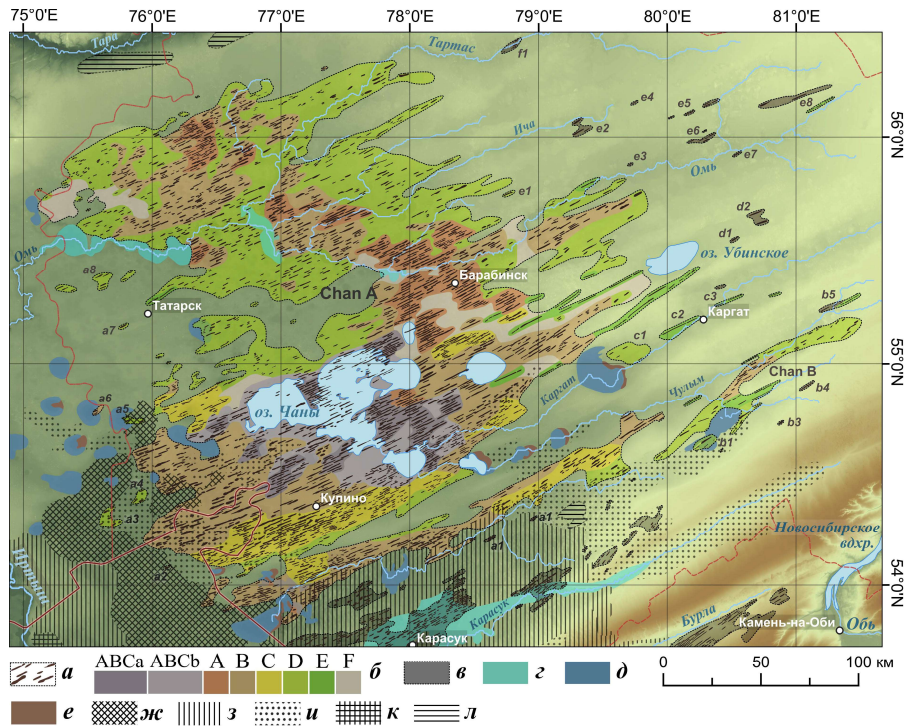 75°0'E 76°0'E 77°0'E 78°0'E 79°0'E 80°0'E 81°0'E
Тара
Тартас
f1
e4
e5
e8
Ича
e2
e6
56°0'N
e3
e7
Омь
e1
d2
d1
Омь
оз. Убинское
a8
Барабинск
Chan A
Татарск
c3
b5
c2
Каргат
a7
c1
55°0'N
Chan B
Каргат
Чулым
b4
a6
оз. Чаны
a5
b3
b1
a4
Купино
a3
a1
Новосибирское
вдхр.
a1
Иртыш
a2
54°0'N
Карасук
Бурла
Камень-на-Оби
Обь
Карасук
ABCa ABCb A B C D E F
а б в г д
0 50 100 км
е ж з и к л